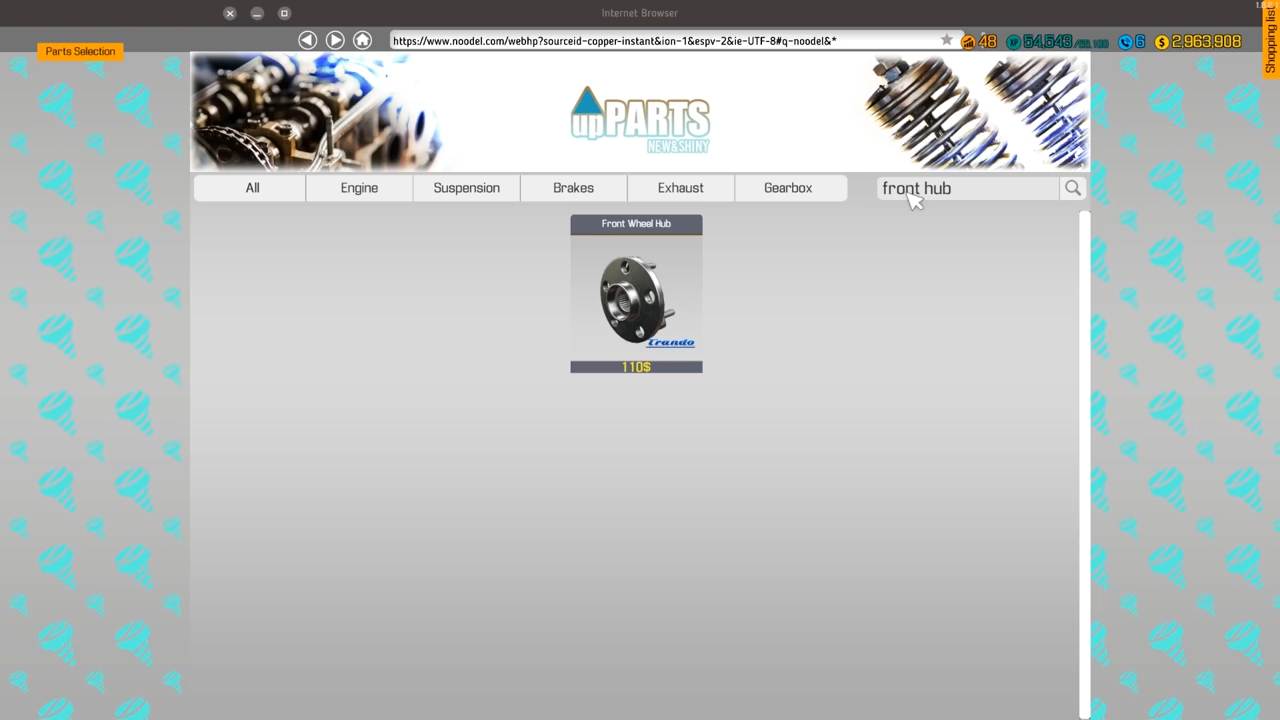 Internet Browser
Parts Selection
https://www.noodel.com/webhp?sourceid-copper-instant&ion-1&espv-2&ie-UTF-8#q-noodel&*
48
54,543
6
2,963,908
Shopping list
upPARTS
NEW&SHINY
All
Engine
Suspension
Brakes
Exhaust
Gearbox
front hub
Front Wheel Hub
Crando
110$